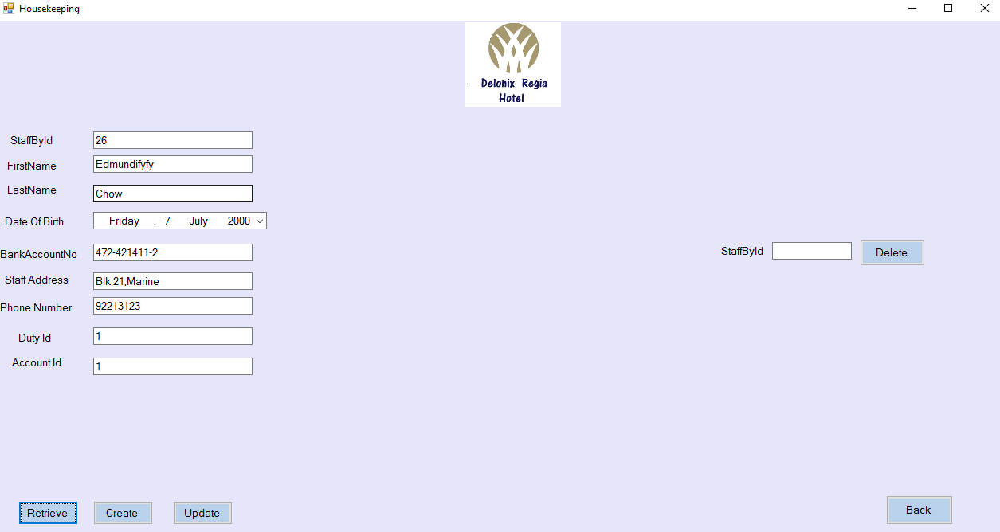 Housekeeping
Delonix Regia
Hotel
StaffById 26
FirstName Edmundifyfy
LastName Chow
Date Of Birth Friday , 7 July 2000
BankAccountNo 472-421411-2
StaffById Delete
Staff Address Blk 21,Marine
Phone Number 92213123
Duty Id 1
Account Id 1
Retrieve Create Update Back